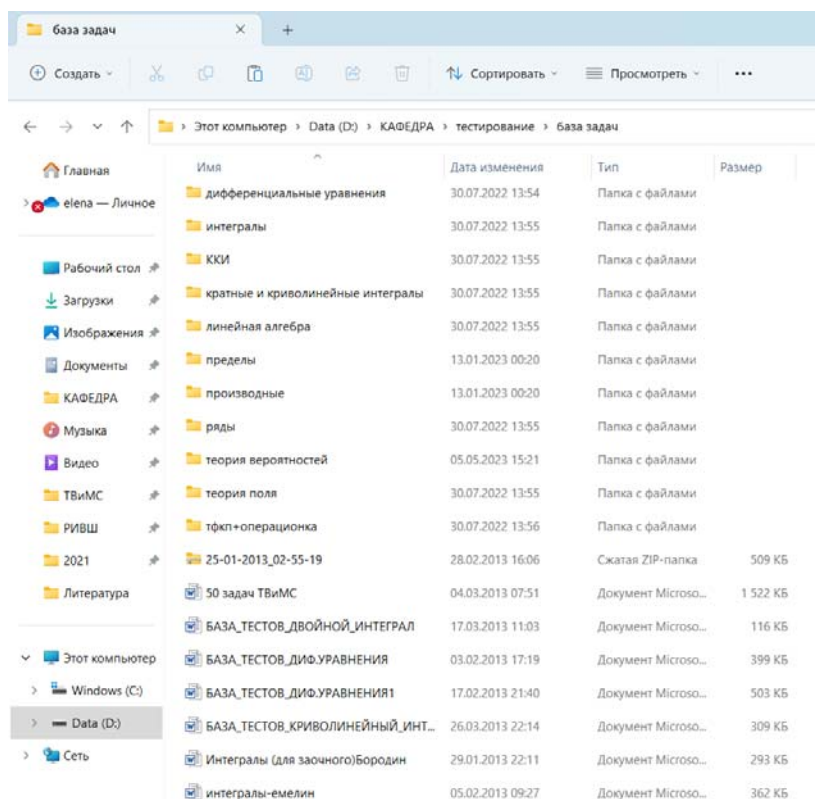 база задач
Создать
Сортировать
Просмотреть
Этот компьютер > Data (D:) > КАФЕДРА > тестирование > база задач
Главная
elena — Личное
Рабочий стол
Загрузки
Изображения
Документы
КАФЕДРА
Музыка
Видео
ТВиМС
РИВШ
2021
Литература
Этот компьютер
Windows (C:)
Data (D:)
Сеть
Имя Дата изменения Тип Размер
дифференциальные уравнения 30.07.2022 13:54 Папка с файлами
интегралы 30.07.2022 13:55 Папка с файлами
ККИ 30.07.2022 13:55 Папка с файлами
кратные и криволинейные интегралы 30.07.2022 13:55 Папка с файлами
линейная алгебра 30.07.2022 13:55 Папка с файлами
пределы 13.01.2023 00:20 Папка с файлами
производные 13.01.2023 00:20 Папка с файлами
ряды 30.07.2022 13:55 Папка с файлами
теория вероятностей 05.05.2023 15:21 Папка с файлами
теория поля 30.07.2022 13:55 Папка с файлами
тфкп+операционка 30.07.2022 13:56 Папка с файлами
25-01-2013_02-55-19 28.02.2013 16:06 Сжатая ZIP-папка 509 КБ
50 задач ТВиМС 04.03.2013 07:51 Документ Microso... 1 522 КБ
БАЗА_ТЕСТОВ_ДВОЙНОЙ_ИНТЕГРАЛ 17.03.2013 11:03 Документ Microso... 116 КБ
БАЗА_ТЕСТОВ_ДИФ.УРАВНЕНИЯ 03.02.2013 17:19 Документ Microso... 399 КБ
БАЗА_ТЕСТОВ_ДИФ.УРАВНЕНИЯ1 17.02.2013 21:40 Документ Microso... 503 КБ
БАЗА_ТЕСТОВ_КРИВОЛИНЕЙНЫЙ_ИНТ... 26.03.2013 22:14 Документ Microso... 309 КБ
Интегралы (для заочного)Бородин 29.01.2013 22:11 Документ Microso... 293 КБ
интегралы-емелин 05.02.2013 09:27 Документ Microso... 362 КБ